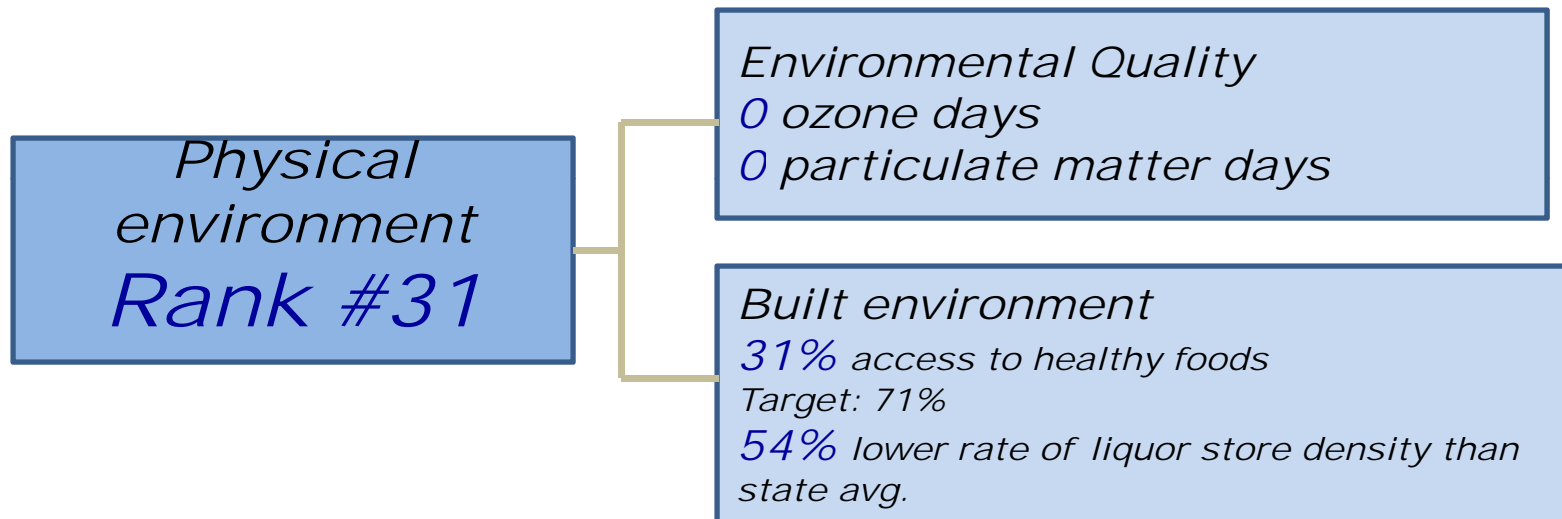 Physical
environment
Rank #31
Environmental Quality
0 ozone days
0 particulate matter days
Built environment
31% access to healthy foods
Target: 71%
54% lower rate of liquor store density than
state avg.